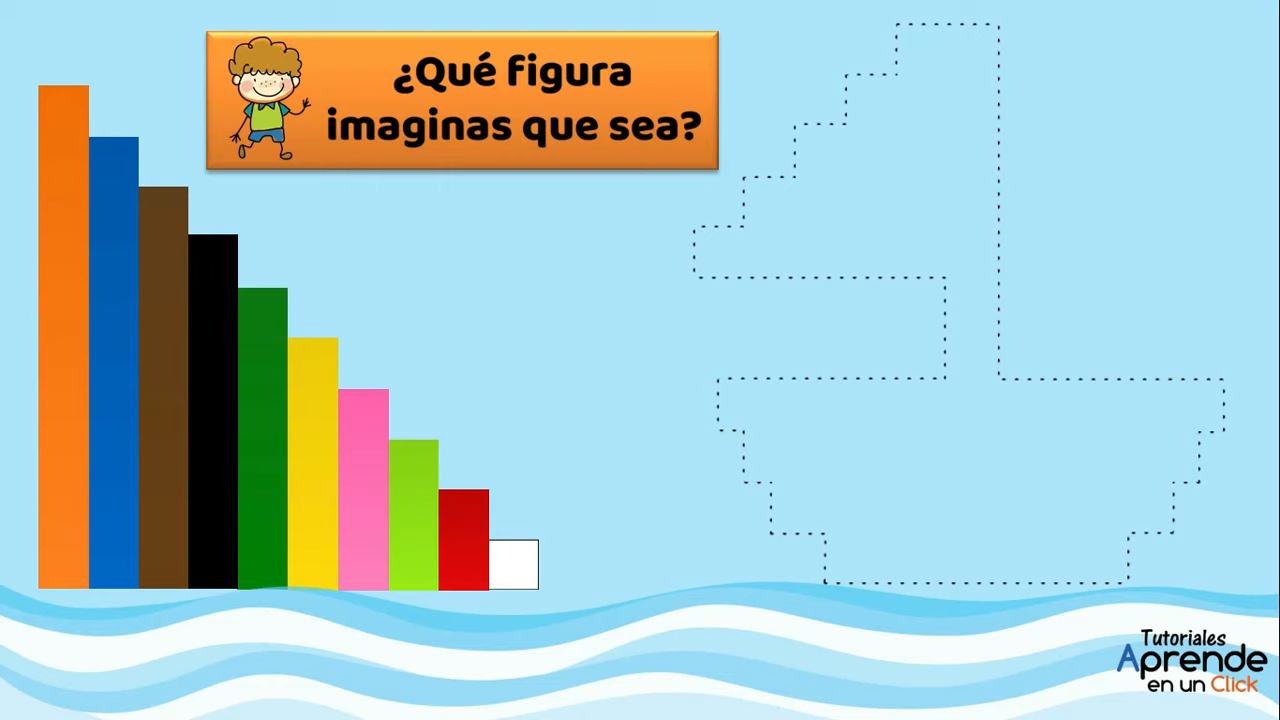 ¿Qué figura
imaginas que sea?
Tutoriales
Aprende
en un Click